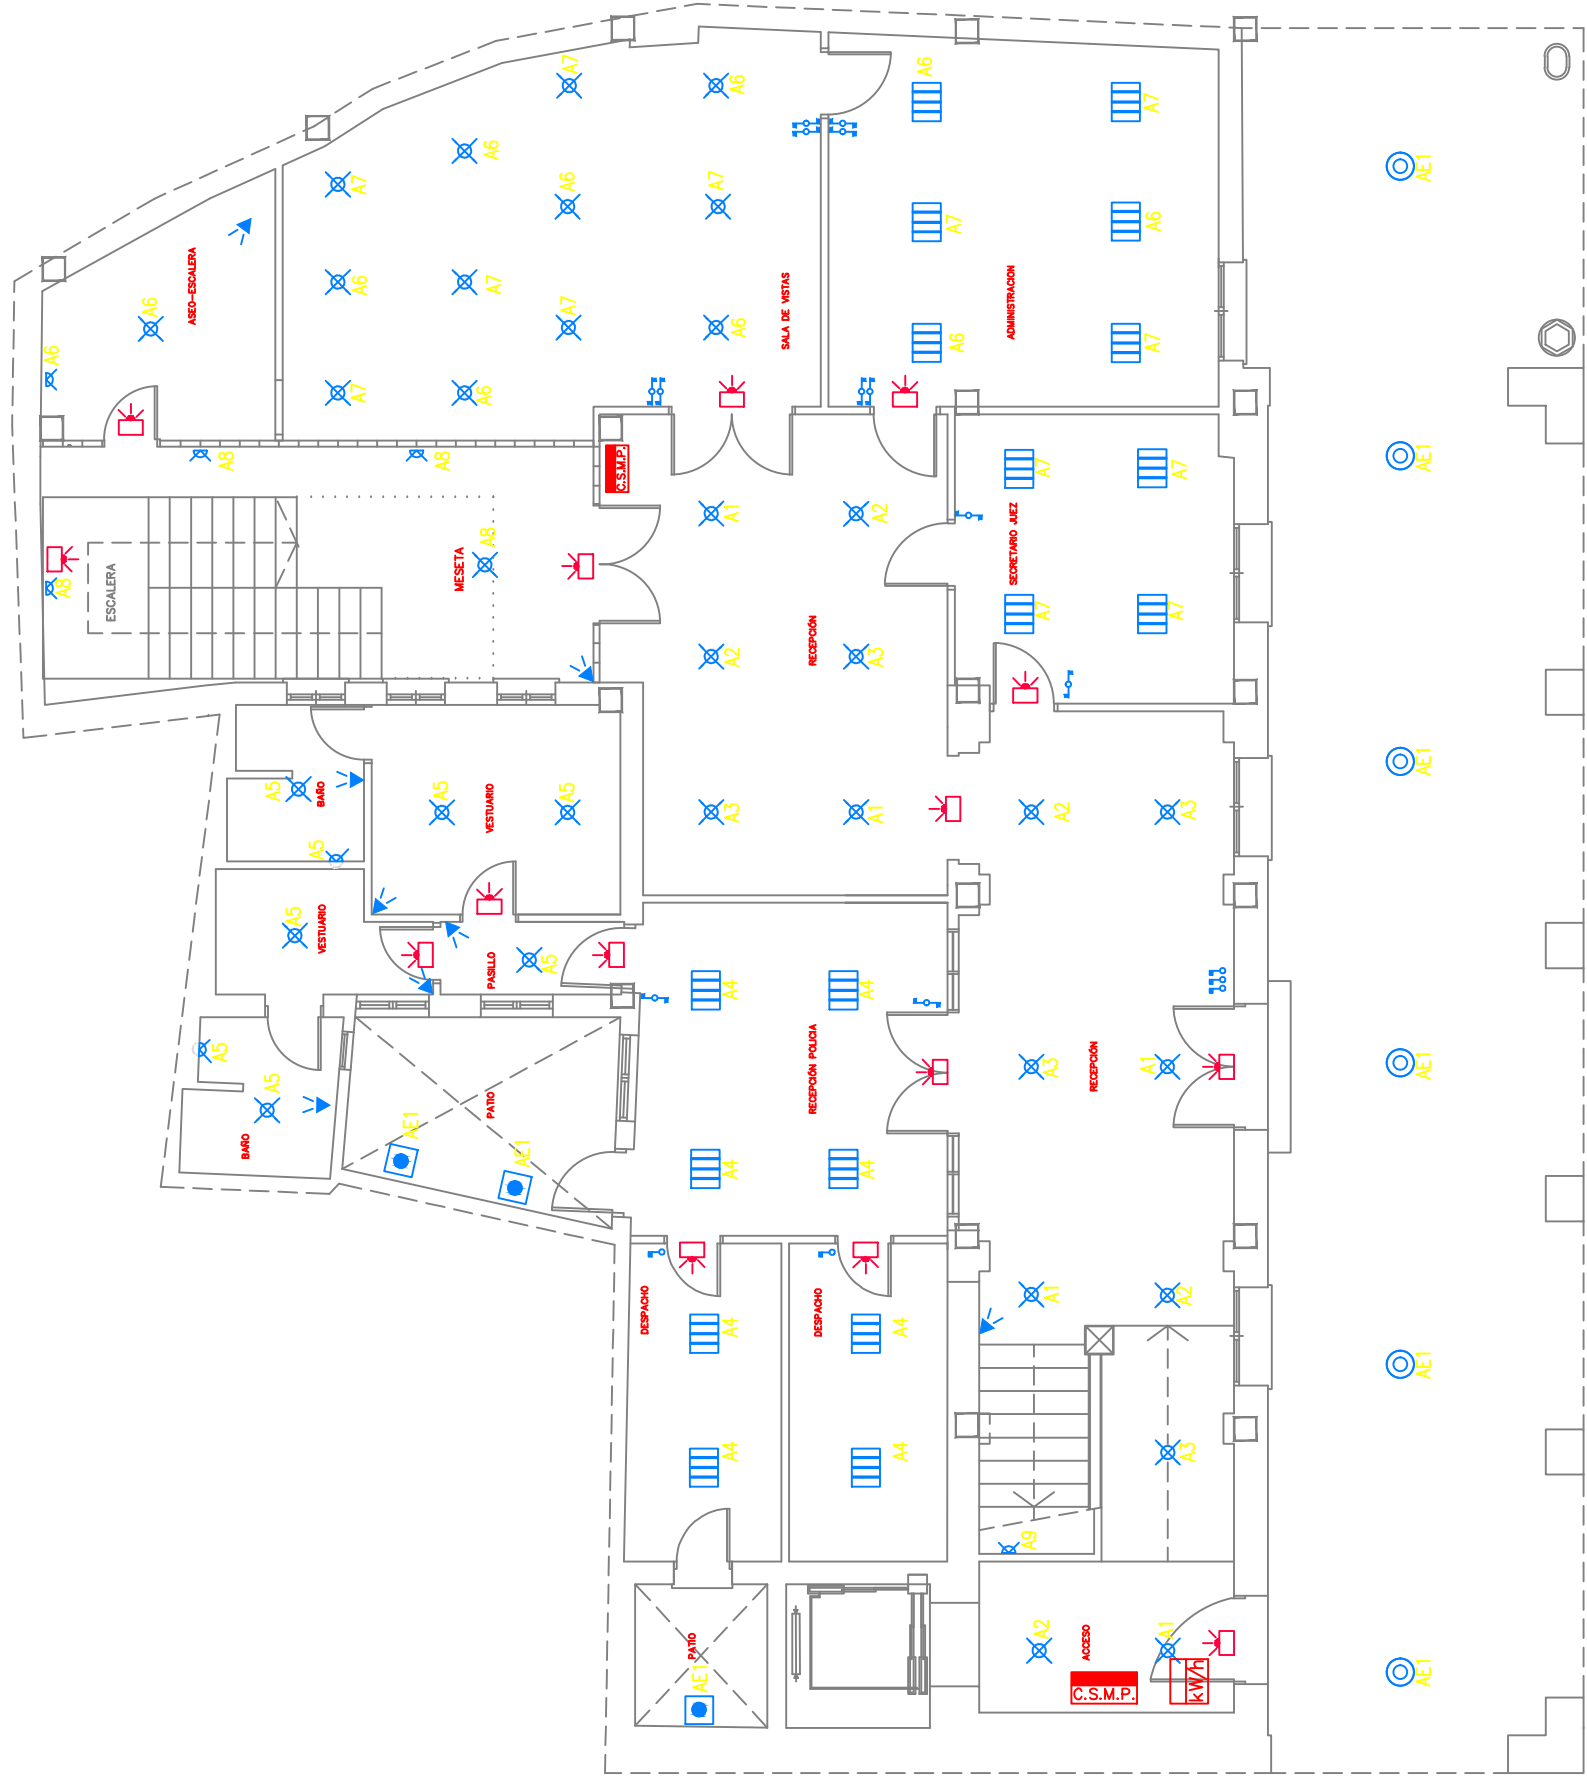 A7
A6
A6
A7
A6
A7
A6
A7
A7
A7
A6
A6
ASEO-ESCALERA
A6
A6
A7
A7
A6
SALA DE VISTAS
ADMINISTRACION
A6
A7
A6
A7
A6
A8
A8
C.S.M.P.
A7
A7
A1
A2
SECRETARIO JUEZ
A8
MESETA
ESCALERA
A8
A7
A7
RECEPCIÓN
A2
A3
AE1
AE1
AE1
A5
BAÑO
A5
A5
VESTUARIO
A5
A3
A1
A2
A3
A5
VESTUARIO
PASILLO
A5
A4
A4
A5
A5
BAÑO
PATIO
AE1
AE1
RECEPCIÓN POLICIA
A3
RECEPCIÓN
A1
AE1
A4
A4
DESPACHO
DESPACHO
A1
A2
A4
A4
AE1
A4
A4
A3
A9
PATIO
AE1
A2
ACCESO
A1
C.S.M.P.
kW/h
AE1